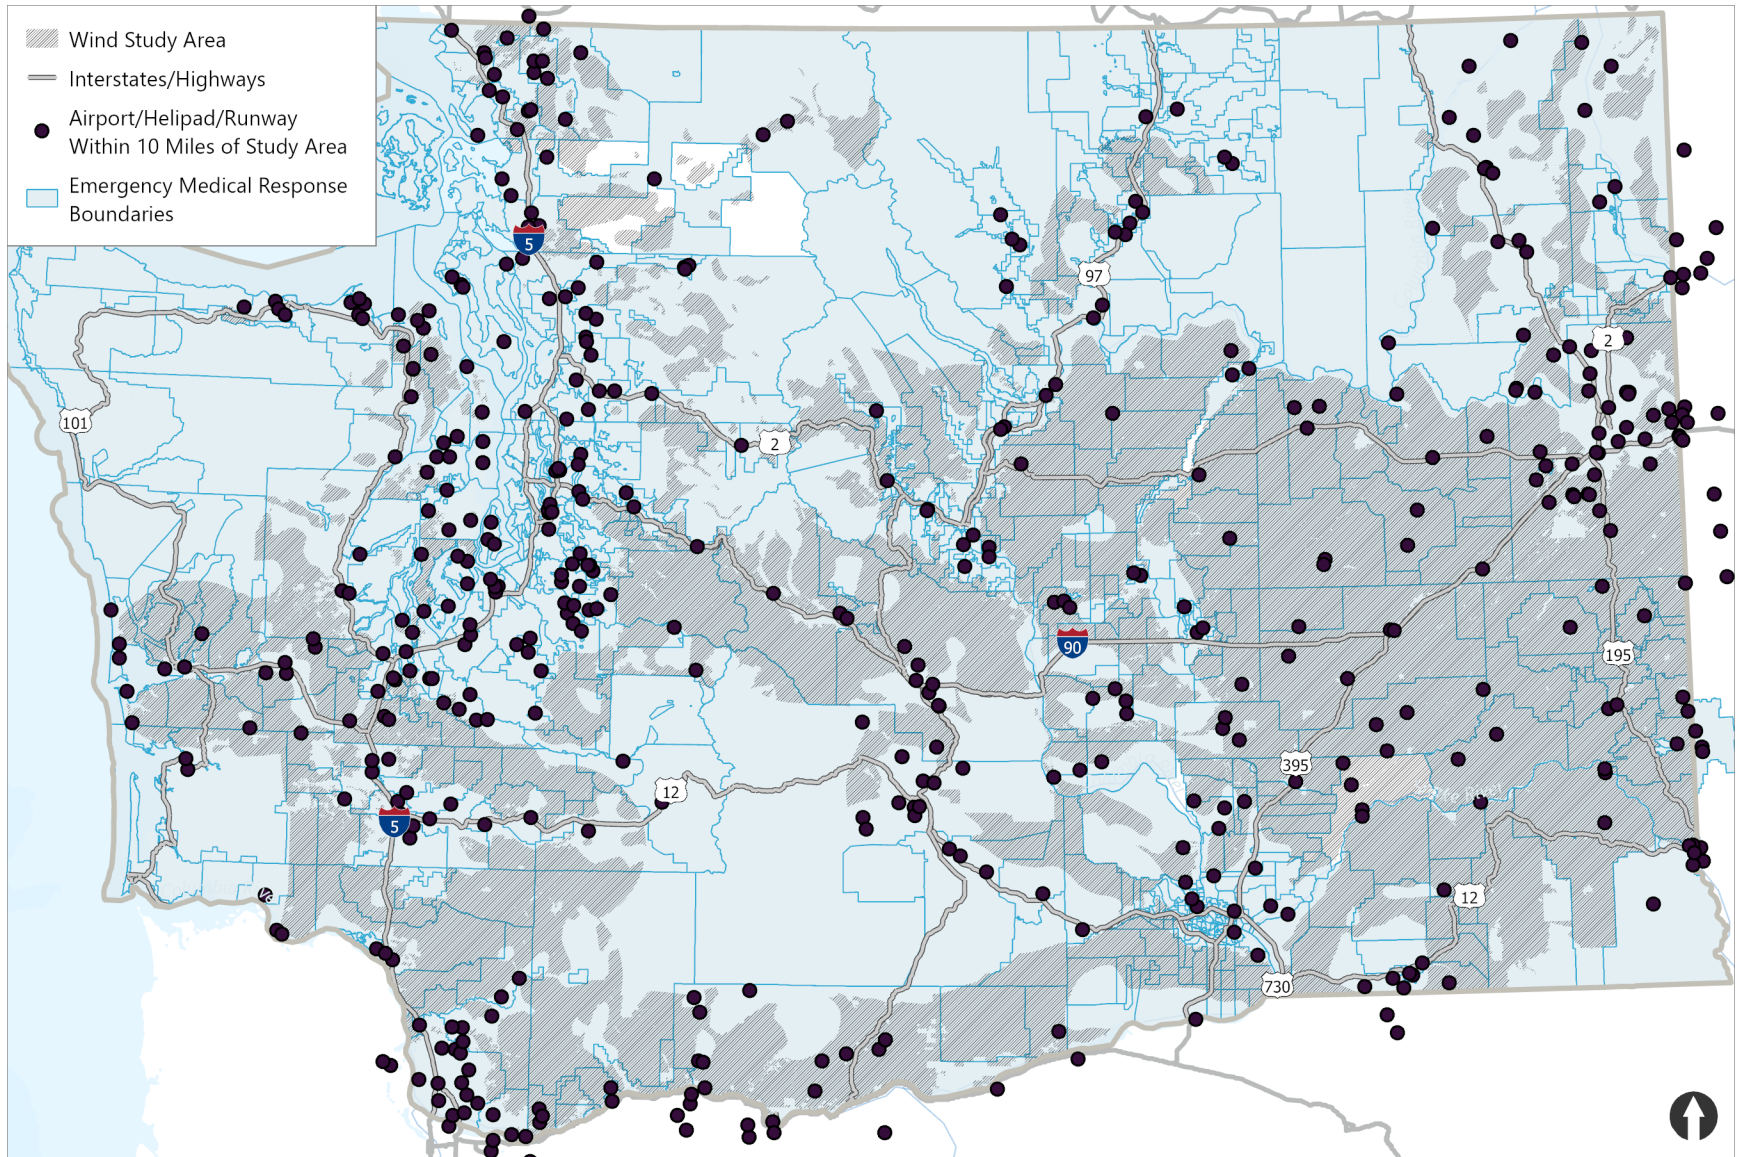 Wind Study Area
Interstates/Highways
Airport/Helipad/Runway
Within 10 Miles of Study Area
Emergency Medical Response
Boundaries
5
97
2
101
2
90
195
395
12
5
12
730